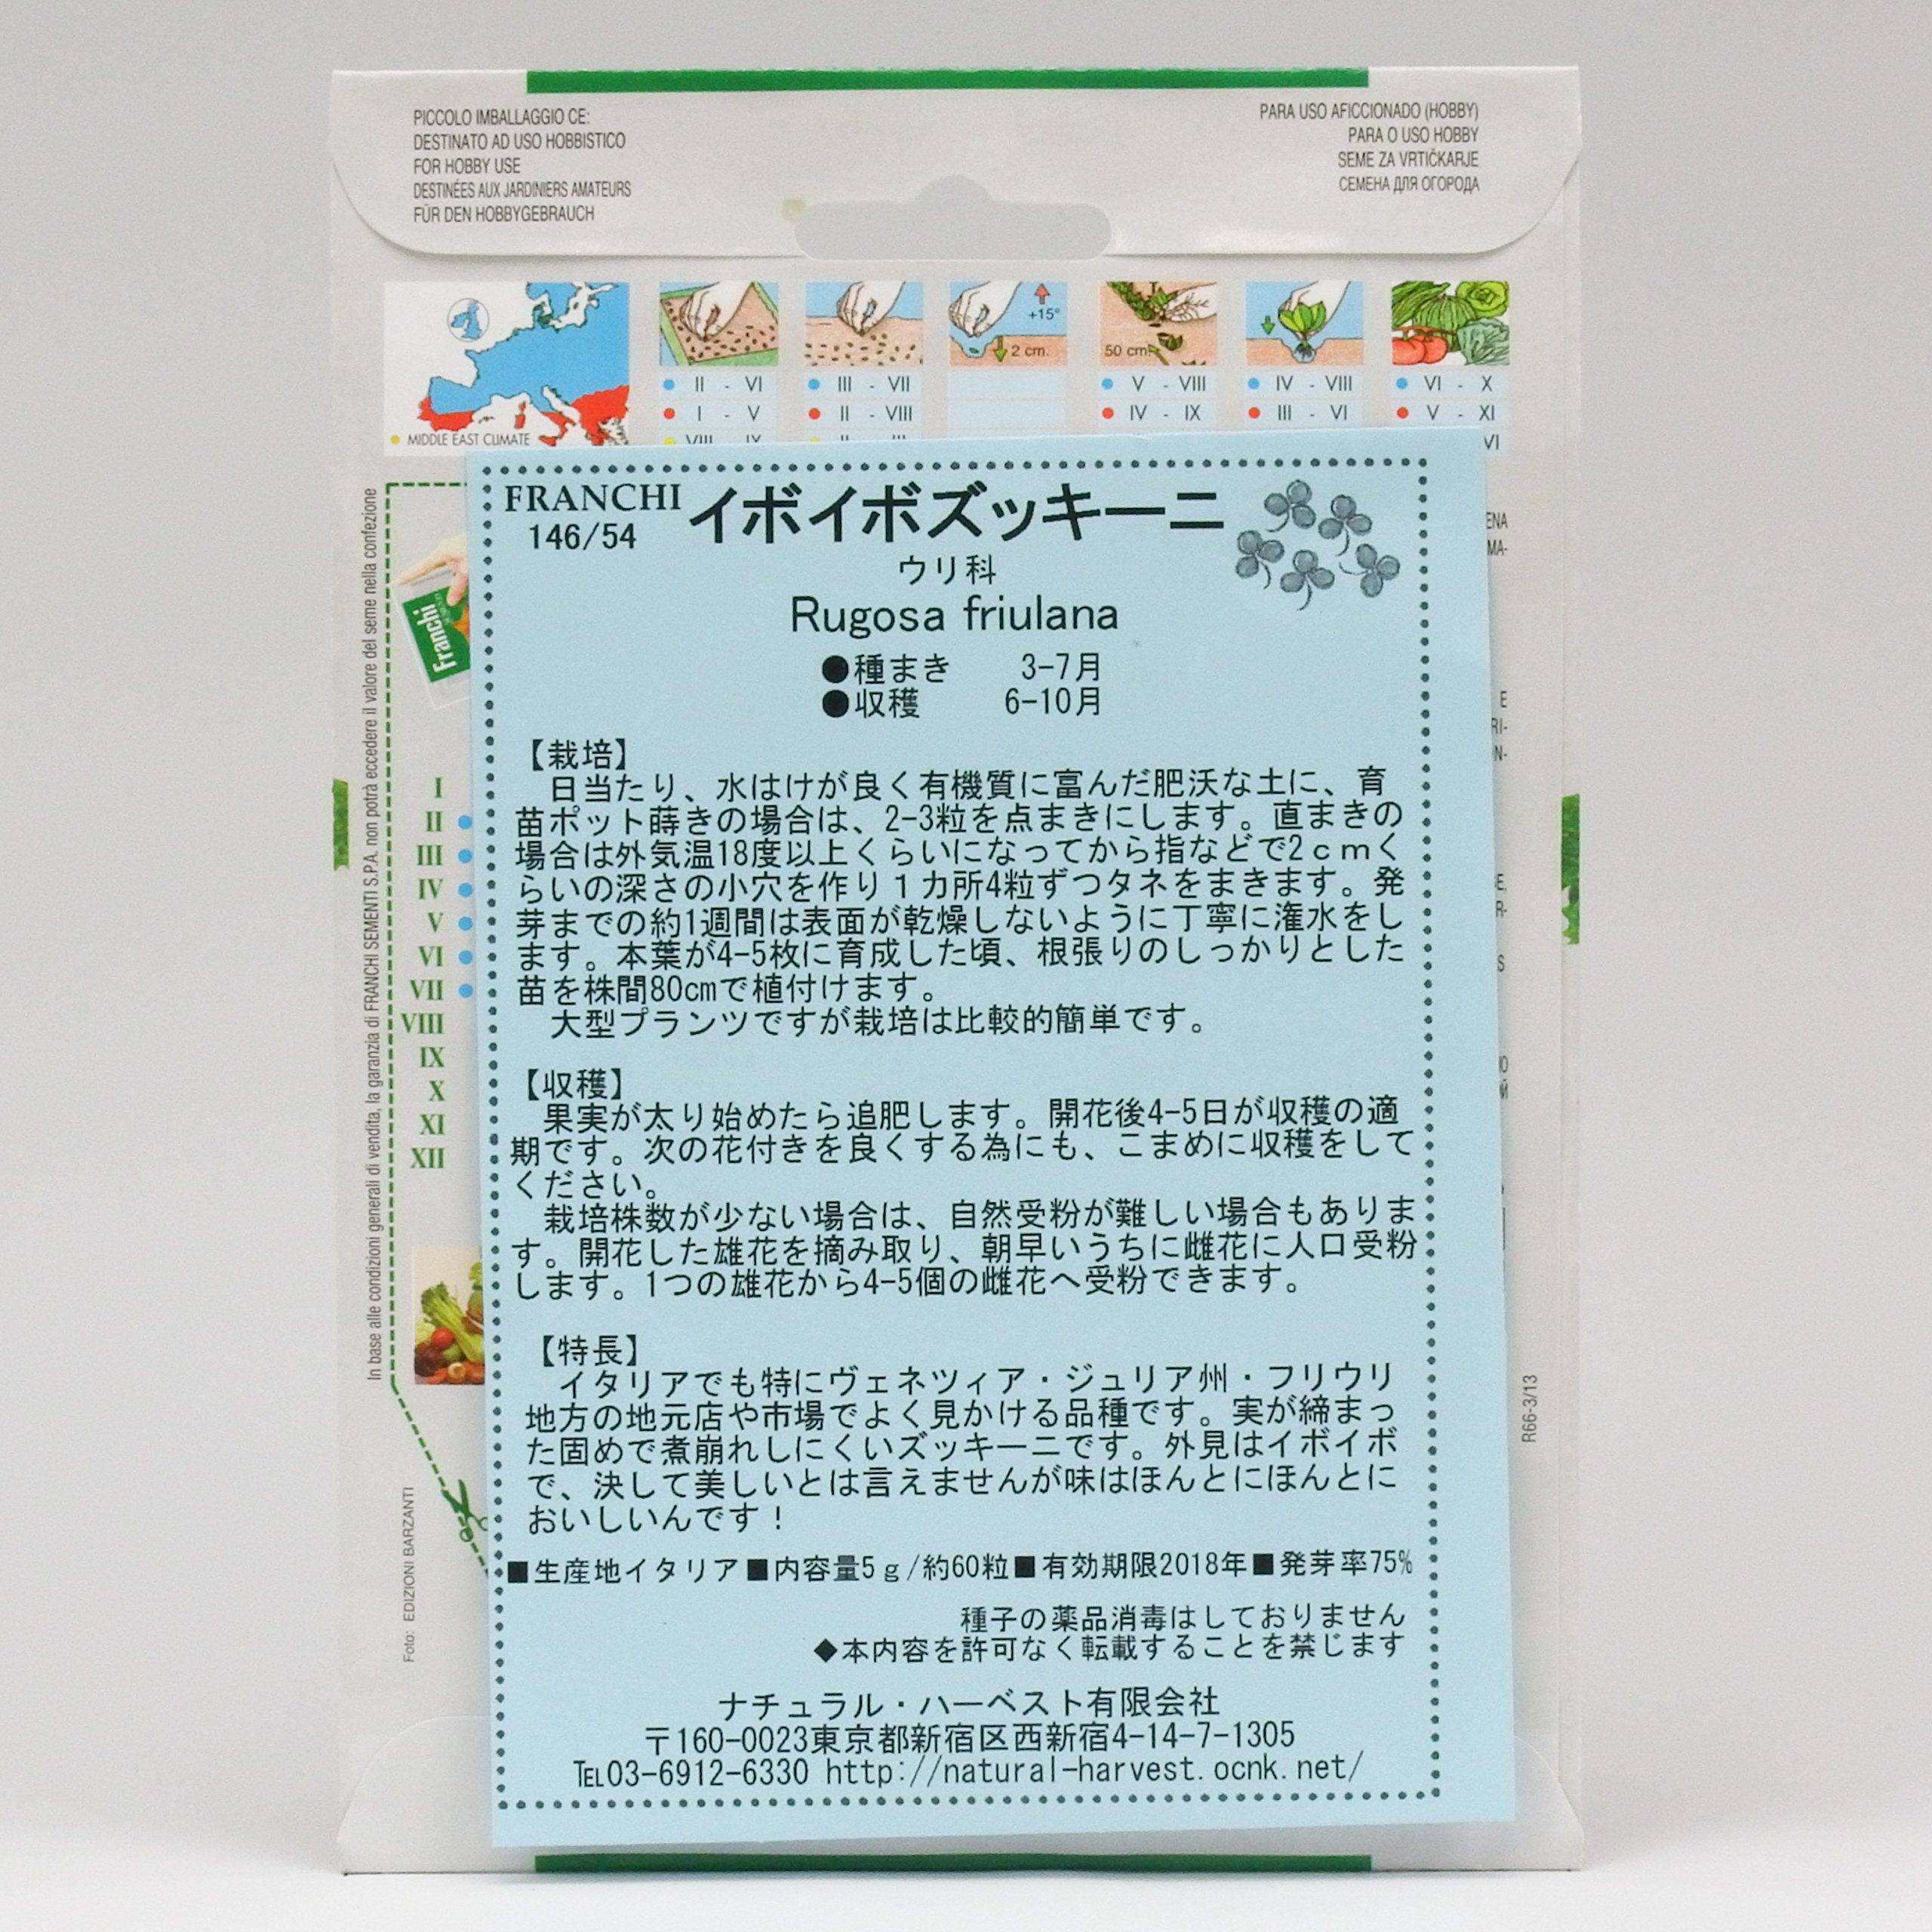 PICCOLO IMBALLAGGIO CE:
DESTINATO AD USO HOBBISTICO
FOR HOBBY USE
DESTINÉES AUX JARDINIERS AMATEURS
FÜR DEN HOBBYGEBRAUCH
PARA USO AFICCIONADO (HOBBY)
PARA O USO HOBBY
SEME ZA VRTIČKARJE
СЕМЕНА ДЛЯ ОГОРОДА
MIDDLE EAST CLIMATE
+15°
2 cm.
50 cm.
II - VI
III - VII
V - VIII
IV - VIII
VI - X
I - V
II - VIII
IV - IX
III - VI
V - XI
VIII IX
VI
In base alle condizioni generali di vendita, la garanzia di FRANCHI SEMENTI S.P.A. non potrà eccedere il valore del seme nella confezione
Franchi
I
II
III
IV
V
VI
VII
VIII
IX
X
XI
XII
Foto: EDIZIONI BARZANTI
R66-3/13
FRANCHI イボイボズッキーニ
146/54
ウリ科
Rugosa friulana
●種まき 3-7月
●収穫 6-10月
【栽培】
日当たり、水はけが良く有機質に富んだ肥沃な土に、育
苗ポット蒔きの場合は、2-3粒を点まきにします。直まきの
場合は外気温18度以上くらいになってから指などで2ｃｍく
らいの深さの小穴を作り１カ所4粒ずつタネをまきます。発
芽までの約1週間は表面が乾燥しないように丁寧に潅水をし
ます。本葉が4-5枚に育成した頃、根張りのしっかりとした
苗を株間80cmで植付けます。
大型プランツですが栽培は比較的簡単です。
【収穫】
果実が太り始めたら追肥します。開花後4-5日が収穫の適
期です。次の花付きを良くする為にも、こまめに収穫をして
ください。
栽培株数が少ない場合は、自然受粉が難しい場合もありま
す。開花した雄花を摘み取り、朝早いうちに雌花に人口受粉
します。1つの雄花から4-5個の雌花へ受粉できます。
【特長】
イタリアでも特にヴェネツィア・ジュリア州・フリウリ
地方の地元店や市場でよく見かける品種です。実が締まっ
た固めで煮崩れしにくいズッキーニです。外見はイボイボ
で、決して美しいとは言えませんが味はほんとにほんとに
おいしいんです！
■生産地イタリア■内容量5ｇ/約60粒■有効期限2018年■発芽率75%
種子の薬品消毒はしておりません
◆本内容を許可なく転載することを禁じます
ナチュラル・ハーベスト有限会社
〒160-0023東京都新宿区西新宿4-14-7-1305
℡03-6912-6330 http://natural-harvest.ocnk.net/